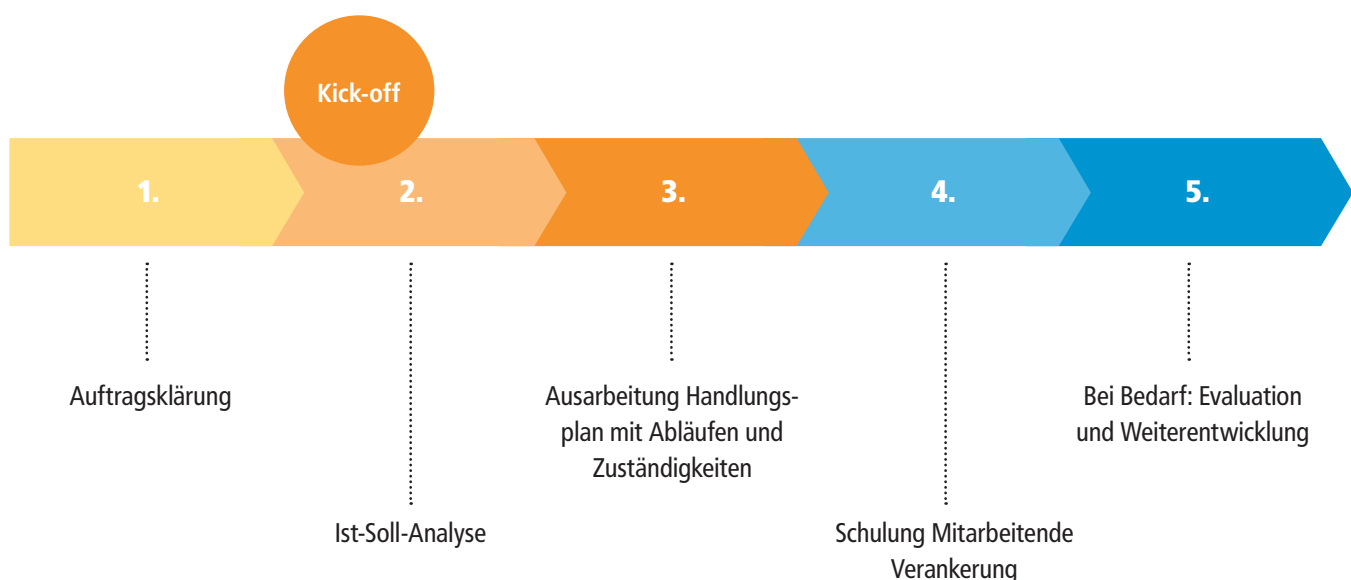 Kick-off
1.
2.
3.
4.
5.
Auftragsklärung
Ist-Soll-Analyse
Ausarbeitung Handlungs-
plan mit Abläufen und
Zuständigkeiten
Schulung Mitarbeitende
Verankerung
Bei Bedarf: Evaluation
und Weiterentwicklung